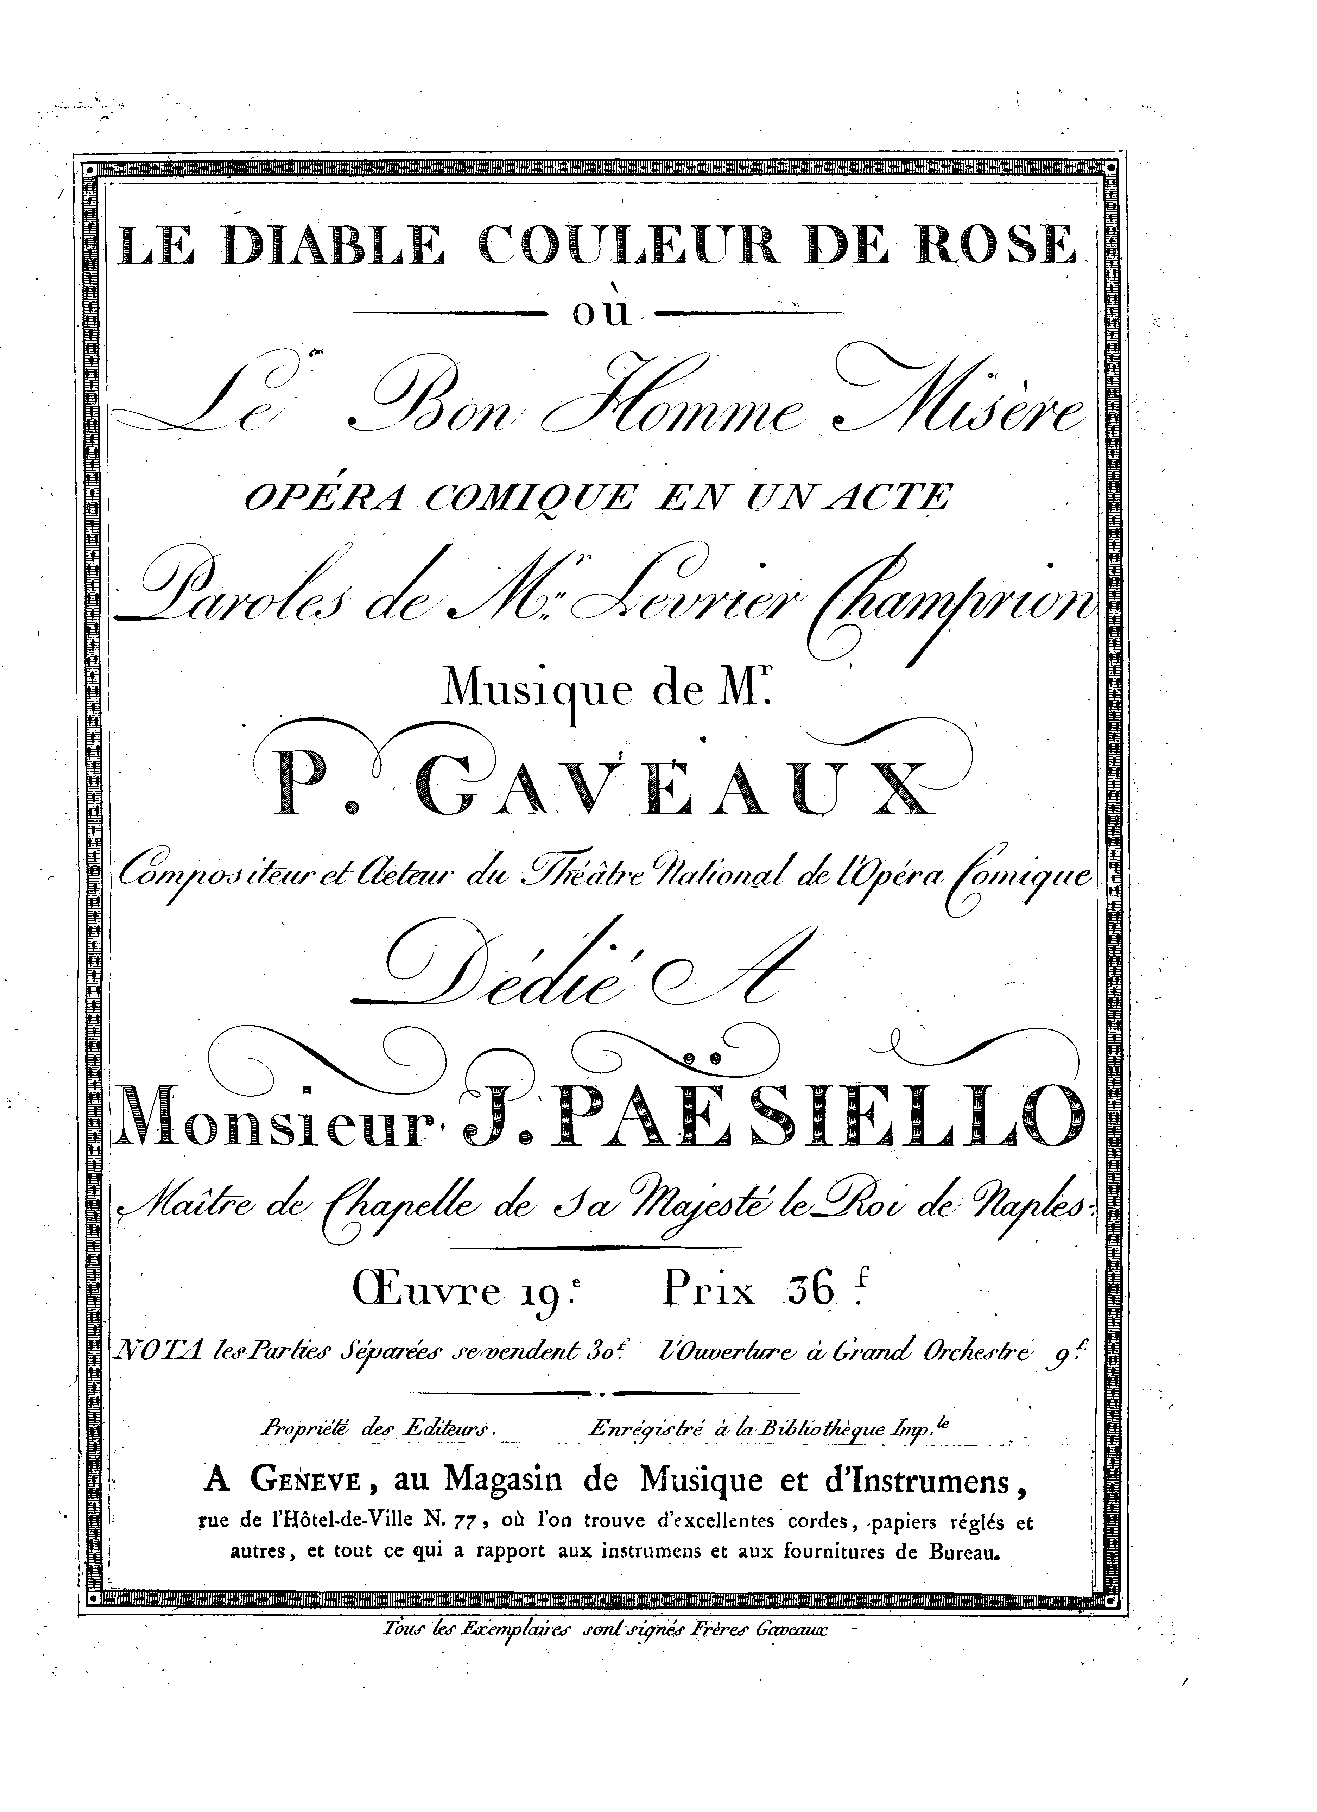 LE DIABLE COULEUR DE ROSE
où
Le Bon Homme Misère
OPÉRA COMIQUE EN UN ACTE
Paroles de Mr. Levrier Champrion
Musique de Mr.
P. GAVEAUX
Compositeur et Acteur du Théâtre National de l'Opéra Comique
Dédié A
Monsieur J. PAËSIELLO
Maître de Chapelle de Sa Majesté le Roi de Naples.
Œuvre 19.e Prix 36.f
NOTA les Parties Séparées se vendent 30.f l'Ouverture à Grand Orchestre 9.f
Propriété des Editeurs. Enrégistré à la Bibliothèque Imp.le
A GENEVE, au Magasin de Musique et d'Instrumens,
rue de l'Hôtel-de-Ville N. 77, où l'on trouve d'excellentes cordes, papiers réglés et
autres, et tout ce qui a rapport aux instrumens et aux fournitures de Bureau.
Tous les Exemplaires sont signés Frères Gaveaux